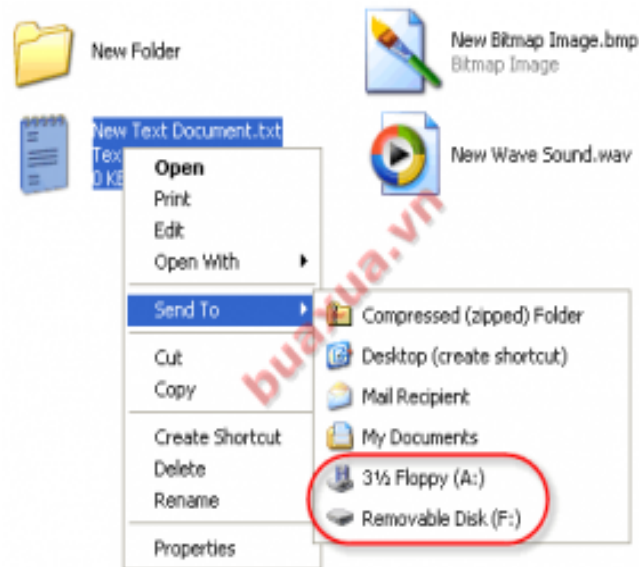 New Folder
New Bitmap Image.bmp
Bitmap Image
New Text Document.txt
0 KB
New Wave Sound.wav
Open
Print
Edit
Open With
Send To
Cut
Copy
Create Shortcut
Delete
Rename
Properties
Compressed (zipped) Folder
Desktop (create shortcut)
Mail Recipient
My Documents
3½ Floppy (A:)
Removable Disk (F:)
buaxua.vn